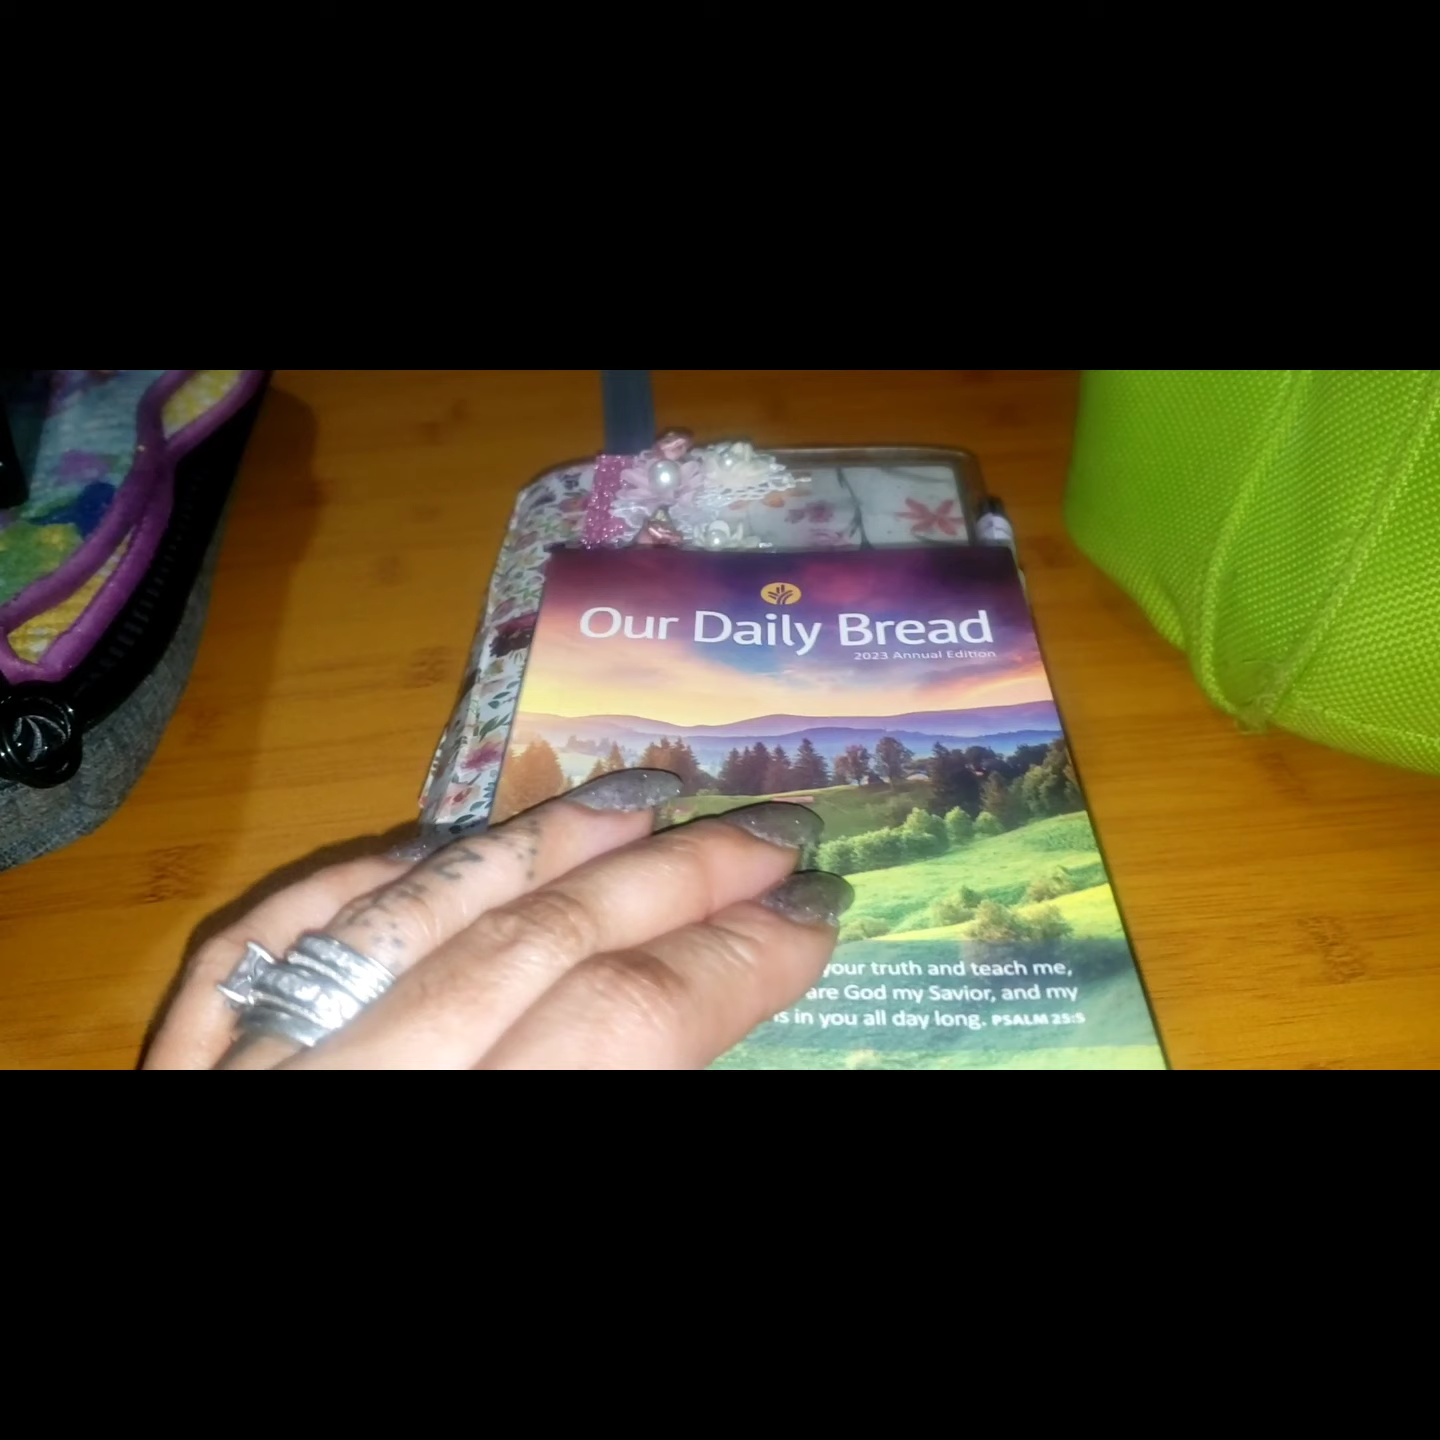 Our Daily Bread
2023 Annual Edition
your truth and teach me,
are God my Savior, and my
is in you all day long. PSALM 25:5